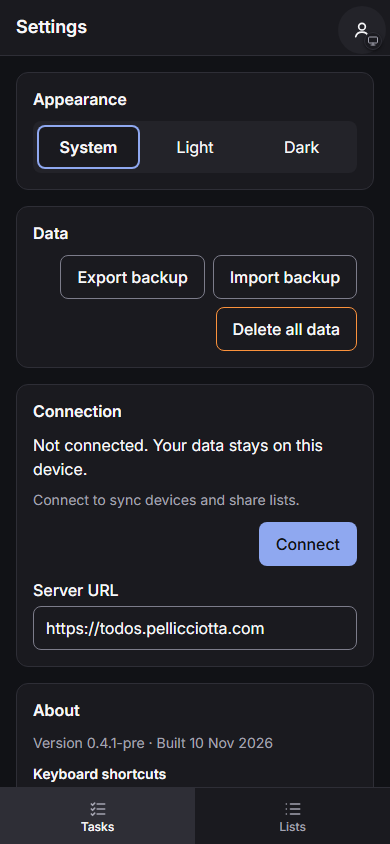 Settings
Appearance
System Light Dark
Data
Export backup Import backup
Delete all data
Connection
Not connected. Your data stays on this
device.
Connect to sync devices and share lists.
Connect
Server URL
https://todos.pellicciotta.com
About
Version 0.4.1-pre · Built 10 Nov 2026
Keyboard shortcuts
Tasks Lists